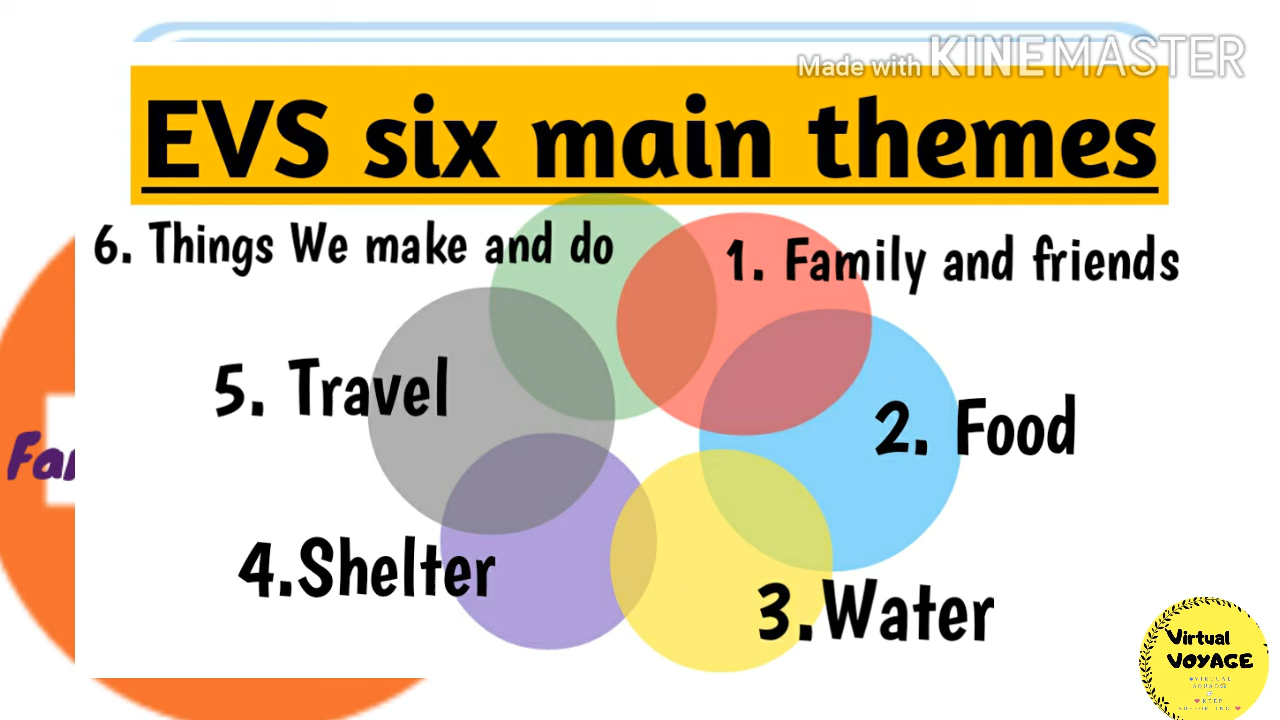 Made with KINEMASTER
EVS six main themes
6. Things We make and do
1. Family and friends
5. Travel
2. Food
Fa
4.Shelter
3.Water
Virtual
VOYAGE